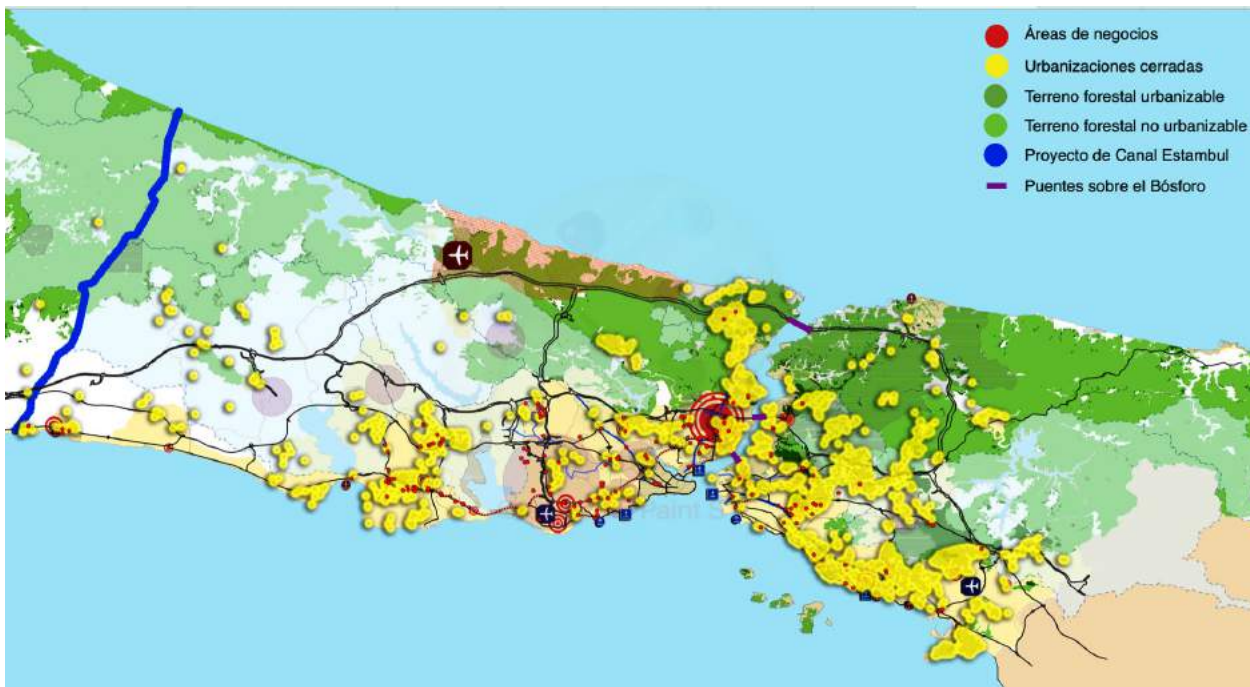 Áreas de negocios
Urbanizaciones cerradas
Terreno forestal urbanizable
Terreno forestal no urbanizable
Proyecto de Canal Estambul
Puentes sobre el Bósforo
Paint S